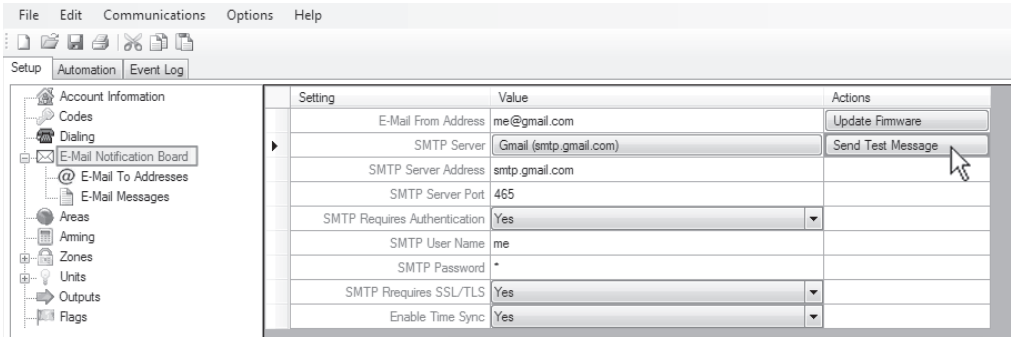 File Edit Communications Options Help
Setup Automation Event Log
Account Information
Codes
Dialing
E-Mail Notification Board
E-Mail To Addresses
E-Mail Messages
Areas
Arming
Zones
Units
Outputs
Flags
Setting Value Actions
E-Mail From Address me@gmail.com Update Firmware
SMTP Server Gmail (smtp.gmail.com) Send Test Message
SMTP Server Address smtp.gmail.com
SMTP Server Port 465
SMTP Requires Authentication Yes
SMTP User Name me
SMTP Password *
SMTP Rrequires SSL/TLS Yes
Enable Time Sync Yes